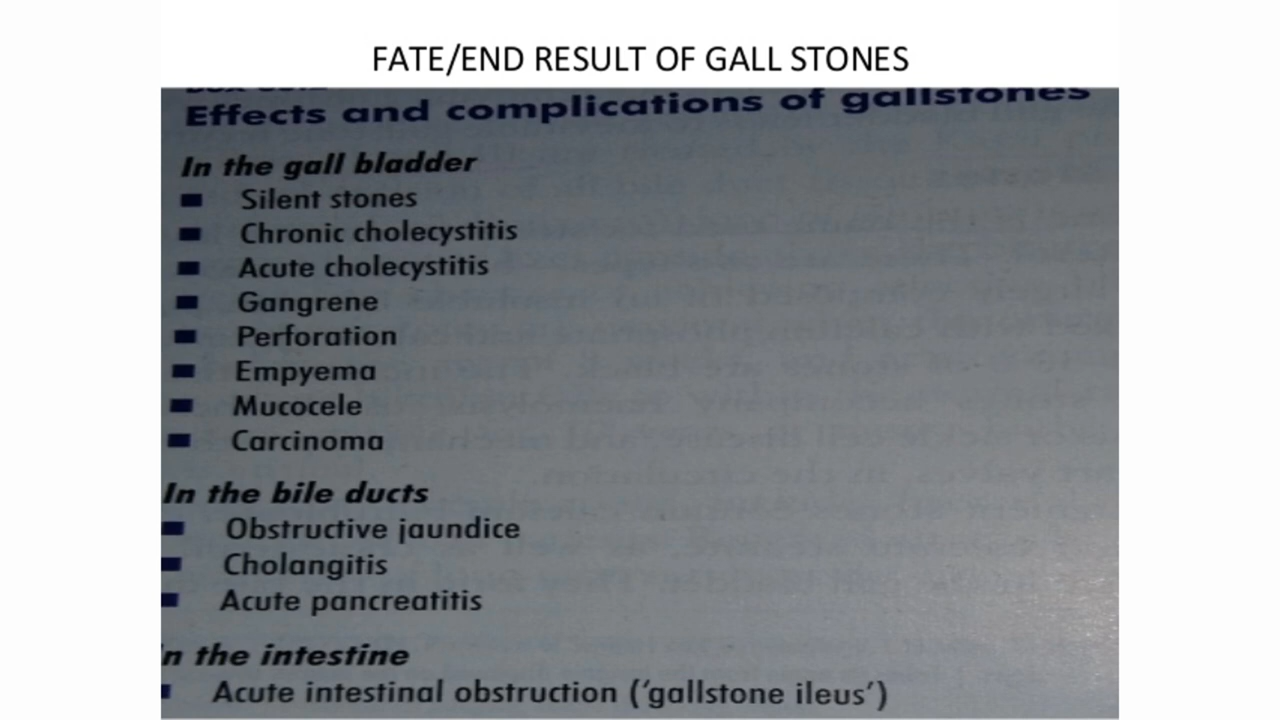 FATE/END RESULT OF GALL STONES
Effects and complications of gallstones
In the gall bladder
Silent stones
Chronic cholecystitis
Acute cholecystitis
Gangrene
Perforation
Empyema
Mucocele
Carcinoma
In the bile ducts
Obstructive jaundice
Cholangitis
Acute pancreatitis
n the intestine
Acute intestinal obstruction (‘gallstone ileus’)